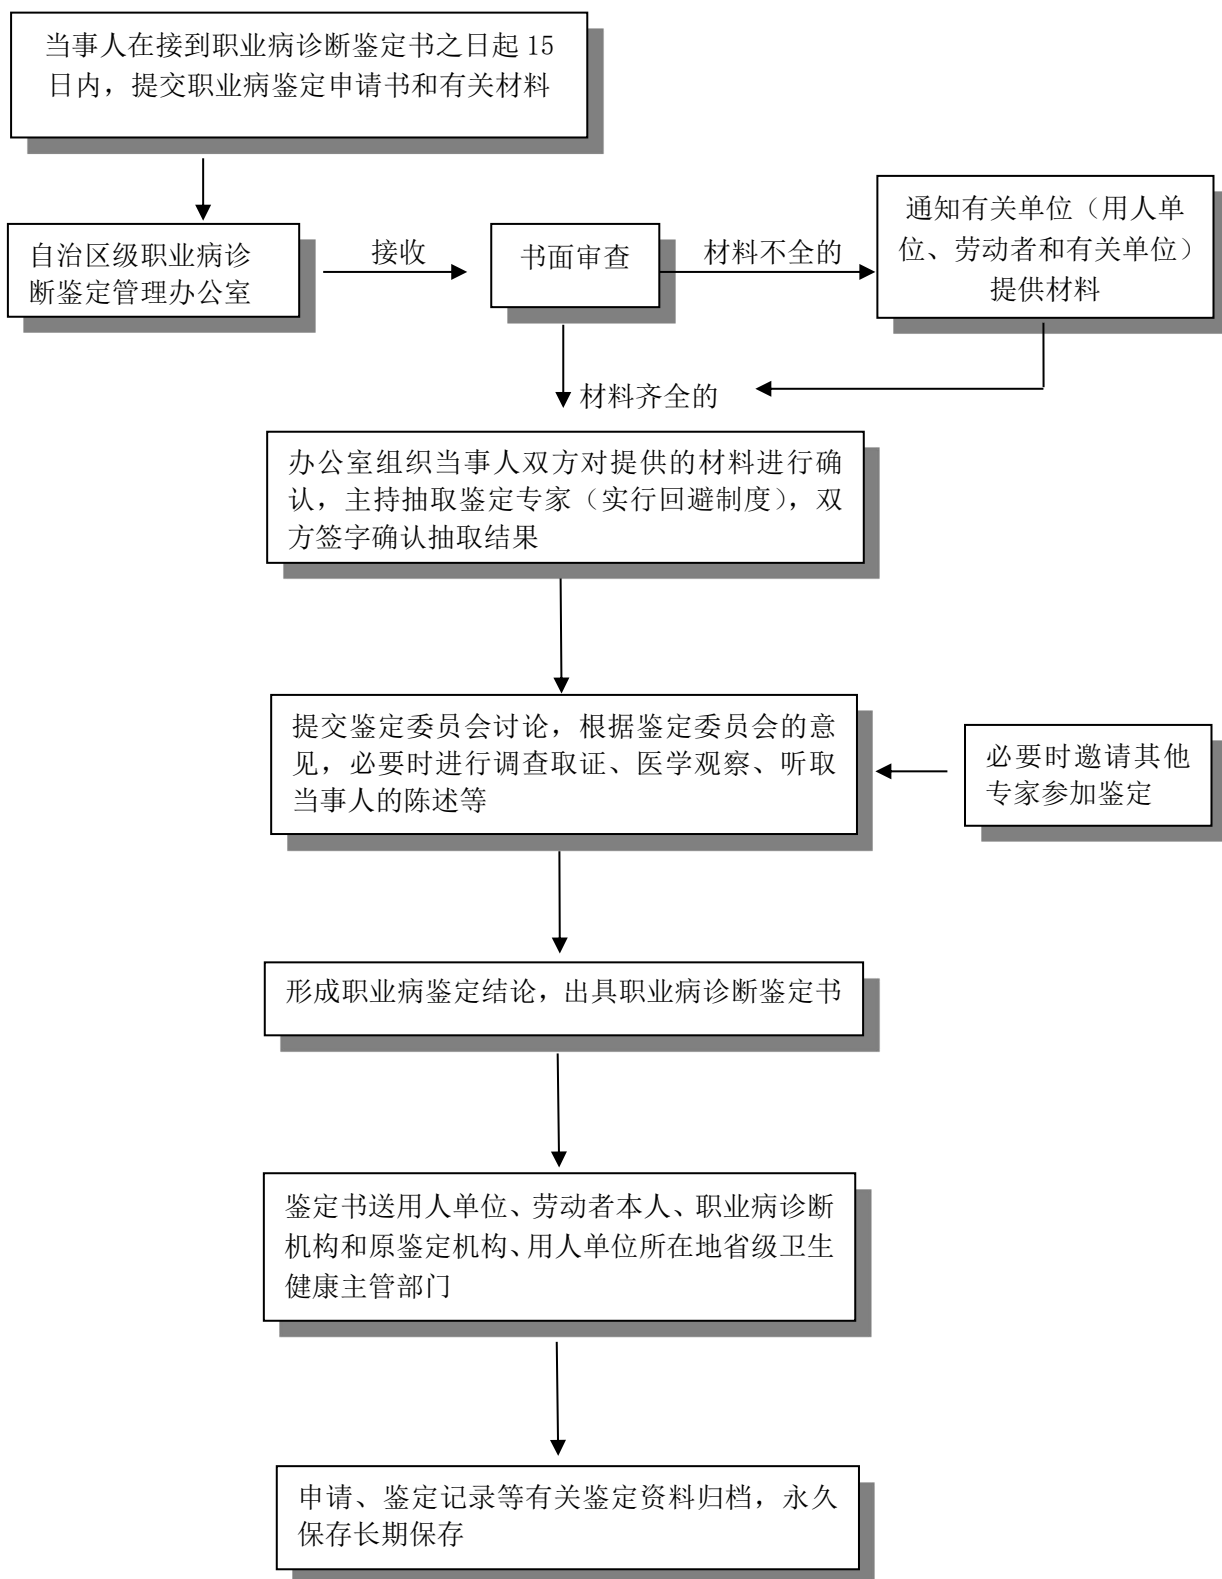 当事人在接到职业病诊断鉴定书之日起 15
日内，提交职业病鉴定申请书和有关材料
自治区级职业病诊
断鉴定管理办公室
接收
书面审查
材料不全的
通知有关单位（用人单
位、劳动者和有关单位）
提供材料
材料齐全的
办公室组织当事人双方对提供的材料进行确
认，主持抽取鉴定专家（实行回避制度），双
方签字确认抽取结果
提交鉴定委员会讨论，根据鉴定委员会的意
见，必要时进行调查取证、医学观察、听取
当事人的陈述等
必要时邀请其他
专家参加鉴定
形成职业病鉴定结论，出具职业病诊断鉴定书
鉴定书送用人单位、劳动者本人、职业病诊断
机构和原鉴定机构、用人单位所在地省级卫生
健康主管部门
申请、鉴定记录等有关鉴定资料归档，永久
保存长期保存